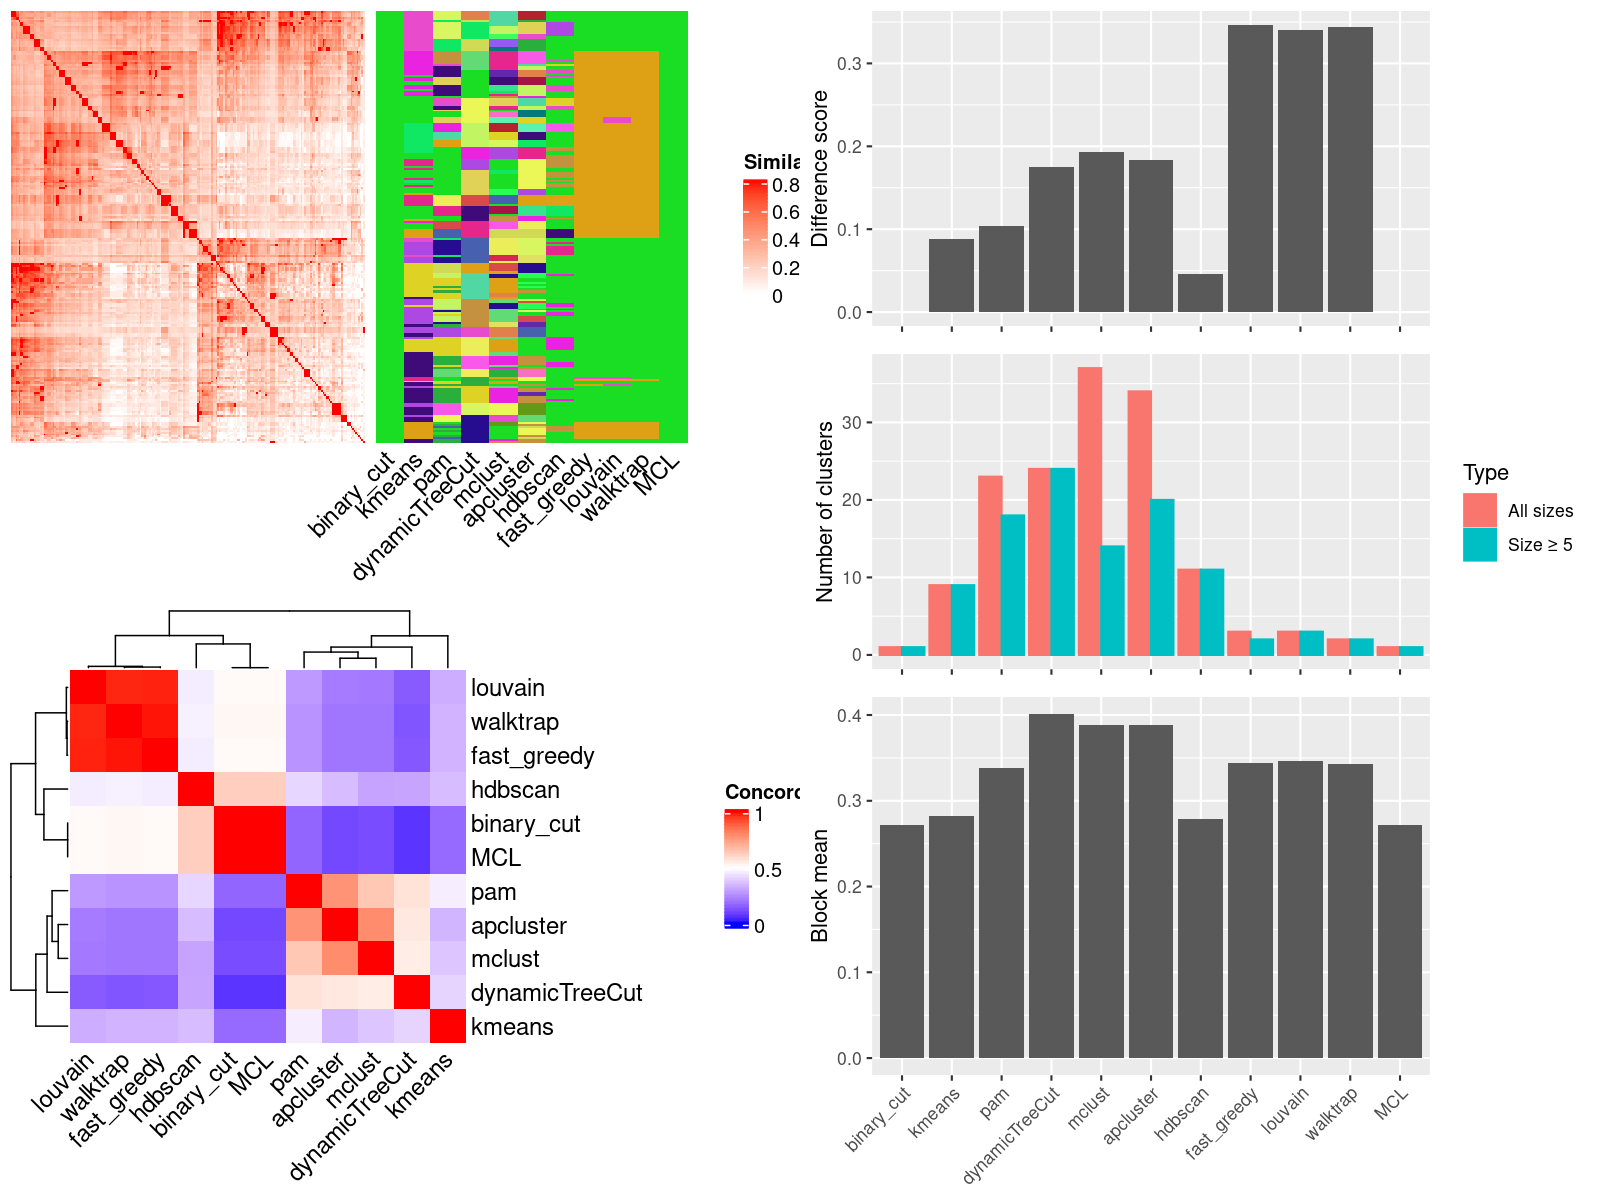 Simila
0.8
0.6
0.4
0.2
0
binary_cut
kmeans
pam
dynamicTreeCut
mclust
apcluster
hdbscan
fast_greedy
louvain
walktrap
MCL
louvain
walktrap
fast_greedy
hdbscan
binary_cut
MCL
pam
apcluster
mclust
dynamicTreeCut
kmeans
louvain
walktrap
fast_greedy
hdbscan
binary_cut
MCL
pam
apcluster
mclust
dynamicTreeCut
kmeans
Concord
1
0.5
0
Difference score
0.3
0.2
0.1
0.0
Number of clusters
30
20
10
0
Type
All sizes
Size ≥ 5
Block mean
0.4
0.3
0.2
0.1
0.0
binary_cut
kmeans
pam
dynamicTreeCut
mclust
apcluster
hdbscan
fast_greedy
louvain
walktrap
MCL